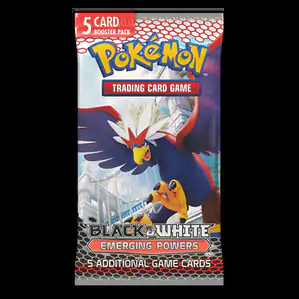 5 CARD
BOOSTER PACK
POKéMON
TRADING CARD GAME
BLACK & WHITE
EMERGING POWERS
5 ADDITIONAL GAME CARDS